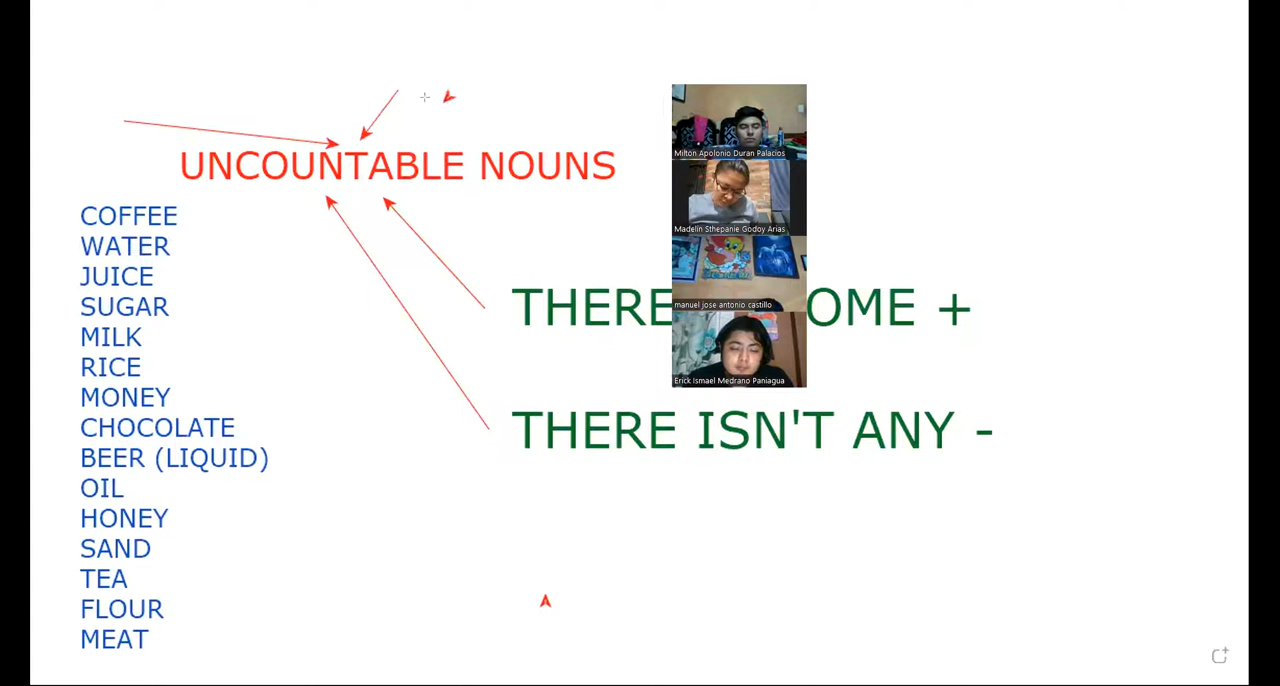 UNCOUNTABLE NOUNS
COFFEE
WATER
JUICE
SUGAR
MILK
RICE
MONEY
CHOCOLATE
BEER (LIQUID)
OIL
HONEY
SAND
TEA
FLOUR
MEAT
THERE OME +
THERE ISN'T ANY -
Milton Apolonio Duran Palacios
Madelin Sthepanie Godoy Arias
manuel jose antonio castillo
Erick Ismael Medrano Paniagua